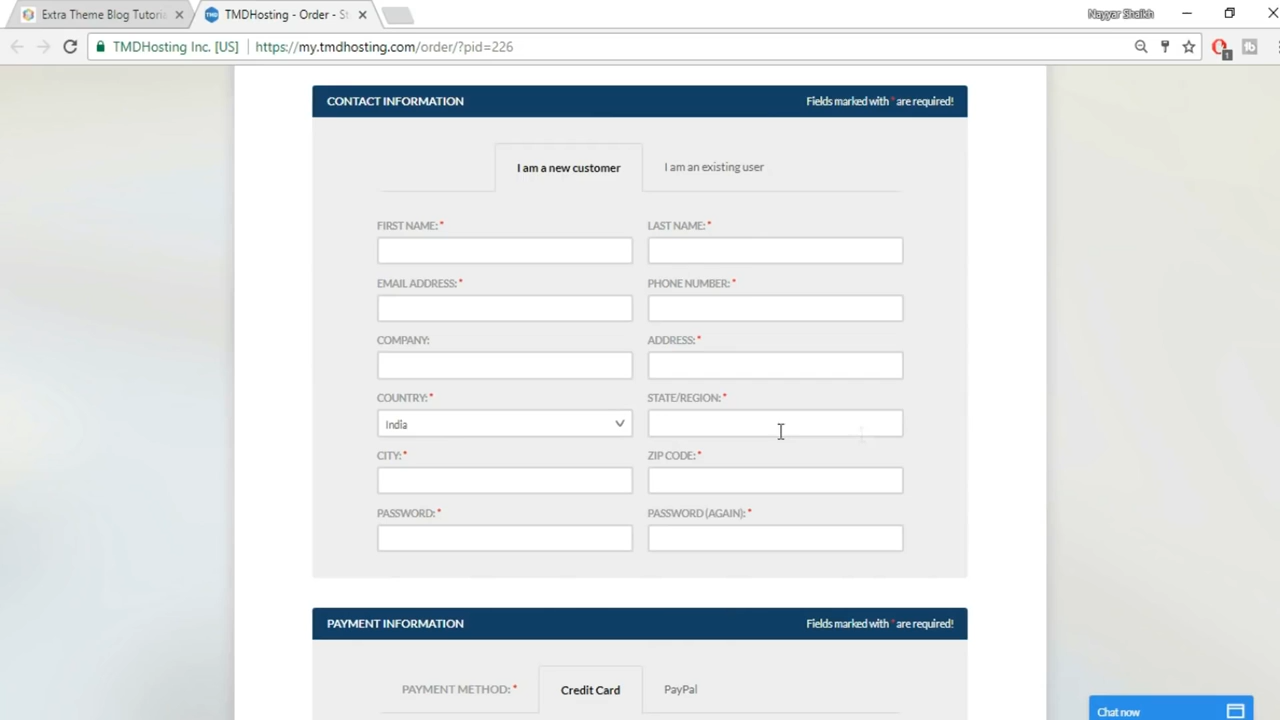 Extra Theme Blog Tutoria
TMDHosting - Order - S
Nayyar Shaikh
TMDHosting Inc. [US]
https://my.tmdhosting.com/order/?pid=226
1
CONTACT INFORMATION
Fields marked with * are required!
I am a new customer
I am an existing user
FIRST NAME: *
LAST NAME: *
EMAIL ADDRESS: *
PHONE NUMBER: *
COMPANY:
ADDRESS: *
COUNTRY: *
STATE/REGION: *
India
CITY: *
ZIP CODE: *
PASSWORD: *
PASSWORD (AGAIN): *
PAYMENT INFORMATION
Fields marked with * are required!
PAYMENT METHOD: *
Credit Card
PayPal
Chat now